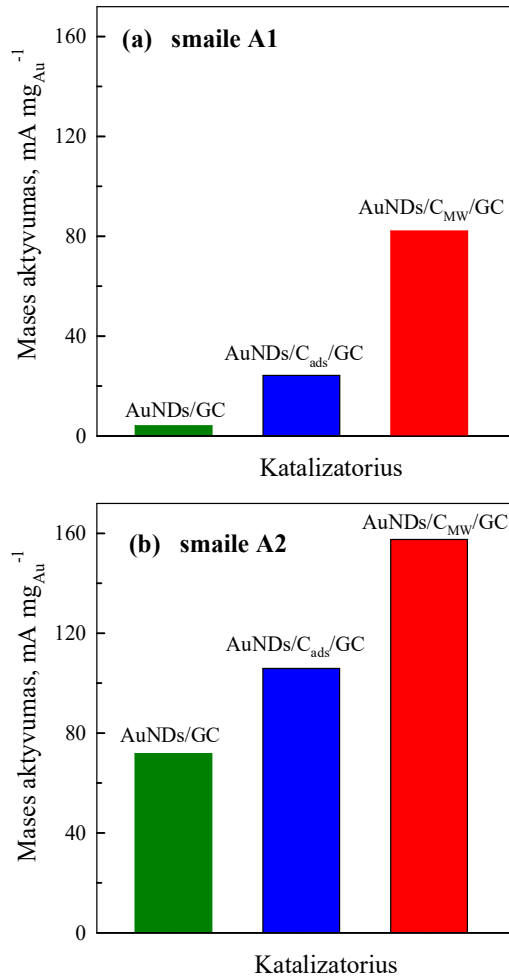 (a) smaile A1
Mases aktyvumas, mA mg_Au^-1
160
120
80
40
0
AuNDs/GC
AuNDs/C_ads/GC
AuNDs/C_MW/GC
Katalizatorius
(b) smaile A2
Mases aktyvumas, mA mg_Au^-1
160
120
80
40
0
AuNDs/GC
AuNDs/C_ads/GC
AuNDs/C_MW/GC
Katalizatorius